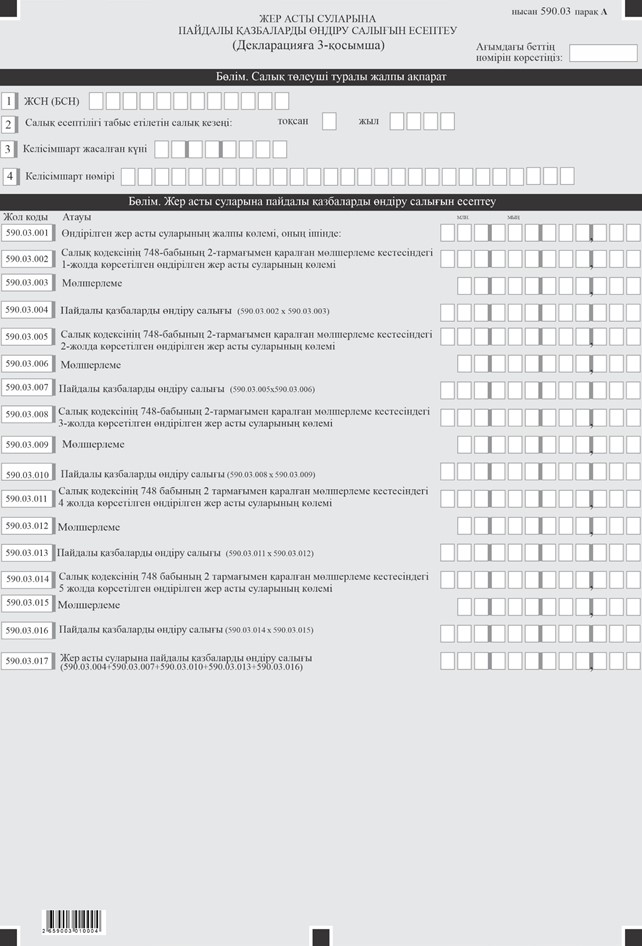 нысан 590.03 парақ А
ЖЕР АСТЫ СУЛАРЫНА
ПАЙДАЛЫ ҚАЗБАЛАРДЫ ӨНДІРУ САЛЫҒЫН ЕСЕПТЕУ
(Декларацияға 3-қосымша)
Ағымдағы беттің
нөмірін көрсетіңіз:
Бөлім. Салық төлеуші туралы жалпы ақпарат
1 ЖСН (БСН)
2 Салық есептілігі табыс етілетін салық кезеңі: тоқсан жыл
3 Келісімшарт жасалған күні
4 Келісімшарт нөмірі
Бөлім. Жер асты суларына пайдалы қазбаларды өндіру салығын есептеу
Жол коды Атауы млн. мың
590.03.001 Өндірілген жер асты суларының жалпы көлемі, оның ішінде:
590.03.002 Салық кодексінің 748-бабының 2-тармағымен қаралған мөлшерлеме кестесіндегі
1-жолда көрсетілген өндірілген жер асты суларының көлемі
590.03.003 Мөлшерлеме
590.03.004 Пайдалы қазбаларды өндіру салығы (590.03.002 x 590.03.003)
590.03.005 Салық кодексінің 748-бабының 2-тармағымен қаралған мөлшерлеме кестесіндегі
2-жолда көрсетілген өндірілген жер асты суларының көлемі
590.03.006 Мөлшерлеме
590.03.007 Пайдалы қазбаларды өндіру салығы (590.03.005x590.03.006)
590.03.008 Салық кодексінің 748-бабының 2-тармағымен қаралған мөлшерлеме кестесіндегі
3-жолда көрсетілген өндірілген жер асты суларының көлемі
590.03.009 Мөлшерлеме
590.03.010 Пайдалы қазбаларды өндіру салығы (590.03.008 x 590.03.009)
590.03.011 Салық кодексінің 748 бабының 2 тармағымен қаралған мөлшерлеме кестесіндегі
4 жолда көрсетілген өндірілген жер асты суларының көлемі
590.03.012 Мөлшерлеме
590.03.013 Пайдалы қазбаларды өндіру салығы (590.03.011 x 590.03.012)
590.03.014 Салық кодексінің 748 бабының 2 тармағымен қаралған мөлшерлеме кестесіндегі
5 жолда көрсетілген өндірілген жер асты суларының көлемі
590.03.015 Мөлшерлеме
590.03.016 Пайдалы қазбаларды өндіру салығы (590.03.014 x 590.03.015)
590.03.017 Жер асты суларына пайдалы қазбаларды өндіру салығы
(590.03.004+590.03.007+590.03.010+590.03.013+590.03.016)
2 659003 010004